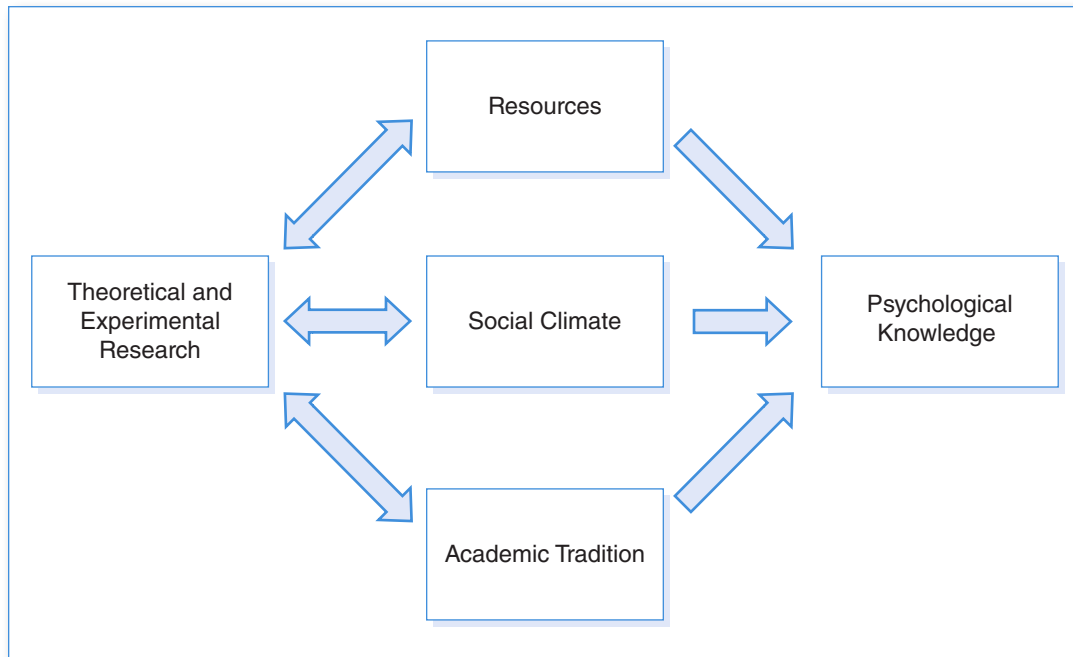 Resources
Theoretical and
Experimental
Research
Social Climate
Psychological
Knowledge
Academic Tradition